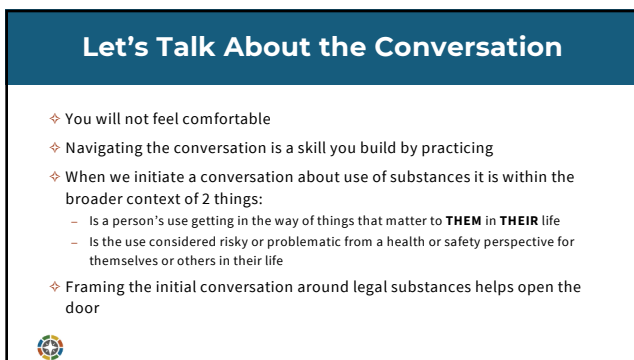 Let's Talk About the Conversation
✧ You will not feel comfortable
✧ Navigating the conversation is a skill you build by practicing
✧ When we initiate a conversation about use of substances it is within the
broader context of 2 things:
– Is a person's use getting in the way of things that matter to THEM in THEIR life
– Is the use considered risky or problematic from a health or safety perspective for
themselves or others in their life
✧ Framing the initial conversation around legal substances helps open the
door